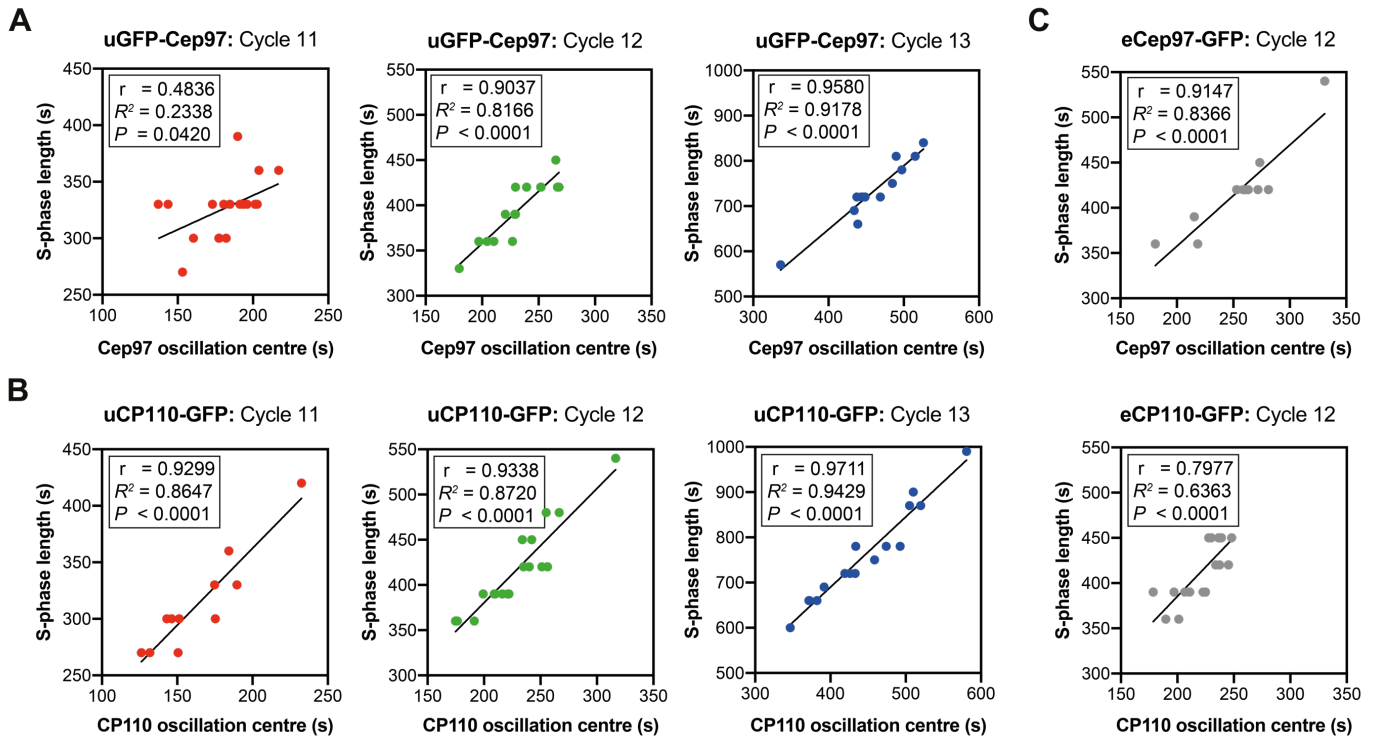 A
uGFP-Cep97: Cycle 11
S-phase length (s)
450
400
350
300
250
r = 0.4836
R² = 0.2338
P = 0.0420
100 150 200 250
Cep97 oscillation centre (s)
uGFP-Cep97: Cycle 12
S-phase length (s)
550
500
450
400
350
300
r = 0.9037
R² = 0.8166
P < 0.0001
150 200 250 300 350
Cep97 oscillation centre (s)
uGFP-Cep97: Cycle 13
S-phase length (s)
1000
900
800
700
600
500
r = 0.9580
R² = 0.9178
P < 0.0001
300 400 500 600
Cep97 oscillation centre (s)
C
eCep97-GFP: Cycle 12
S-phase length (s)
550
500
450
400
350
300
r = 0.9147
R² = 0.8366
P < 0.0001
150 200 250 300 350
Cep97 oscillation centre (s)
B
uCP110-GFP: Cycle 11
S-phase length (s)
450
400
350
300
250
r = 0.9299
R² = 0.8647
P < 0.0001
100 150 200 250
CP110 oscillation centre (s)
uCP110-GFP: Cycle 12
S-phase length (s)
550
500
450
400
350
300
r = 0.9338
R² = 0.8720
P < 0.0001
150 200 250 300 350
CP110 oscillation centre (s)
uCP110-GFP: Cycle 13
S-phase length (s)
1000
900
800
700
600
500
r = 0.9711
R² = 0.9429
P < 0.0001
300 400 500 600
CP110 oscillation centre (s)
eCP110-GFP: Cycle 12
S-phase length (s)
550
500
450
400
350
300
r = 0.7977
R² = 0.6363
P < 0.0001
150 200 250 300 350
CP110 oscillation centre (s)